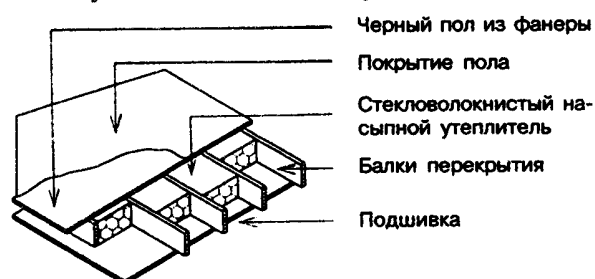 Черный пол из фанеры
Покрытие пола
Стекловолокнистый на-
сыпной утеплитель
Балки перекрытия
Подшивка